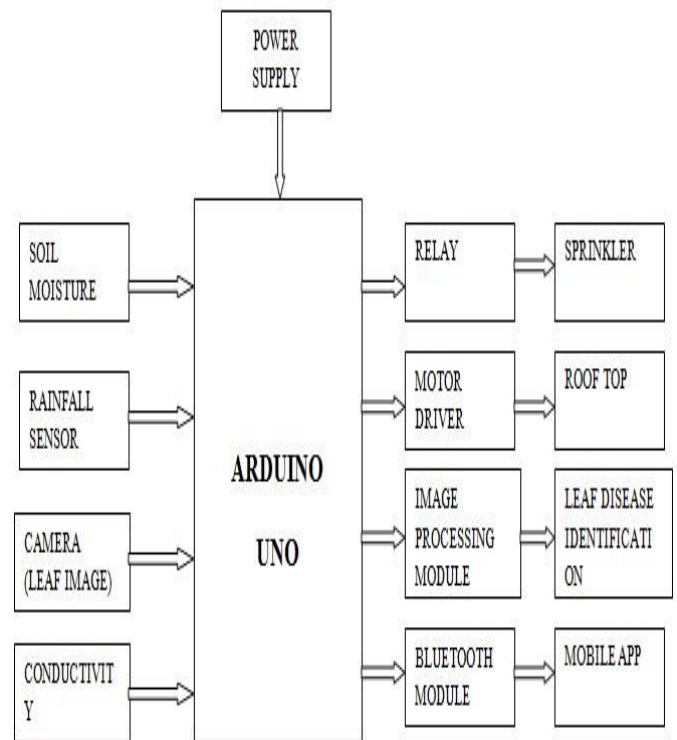 POWER
SUPPLY
SOIL
MOISTURE
RELAY
SPRINKLER
RAINFALL
SENSOR
MOTOR
DRIVER
ROOF TOP
ARDUINO
UNO
CAMERA
(LEAF IMAGE)
IMAGE
PROCESSING
MODULE
LEAF DISEASE
IDENTIFICATI
ON
CONDUCTIVIT
Y
BLUETOOTH
MODULE
MOBILE APP